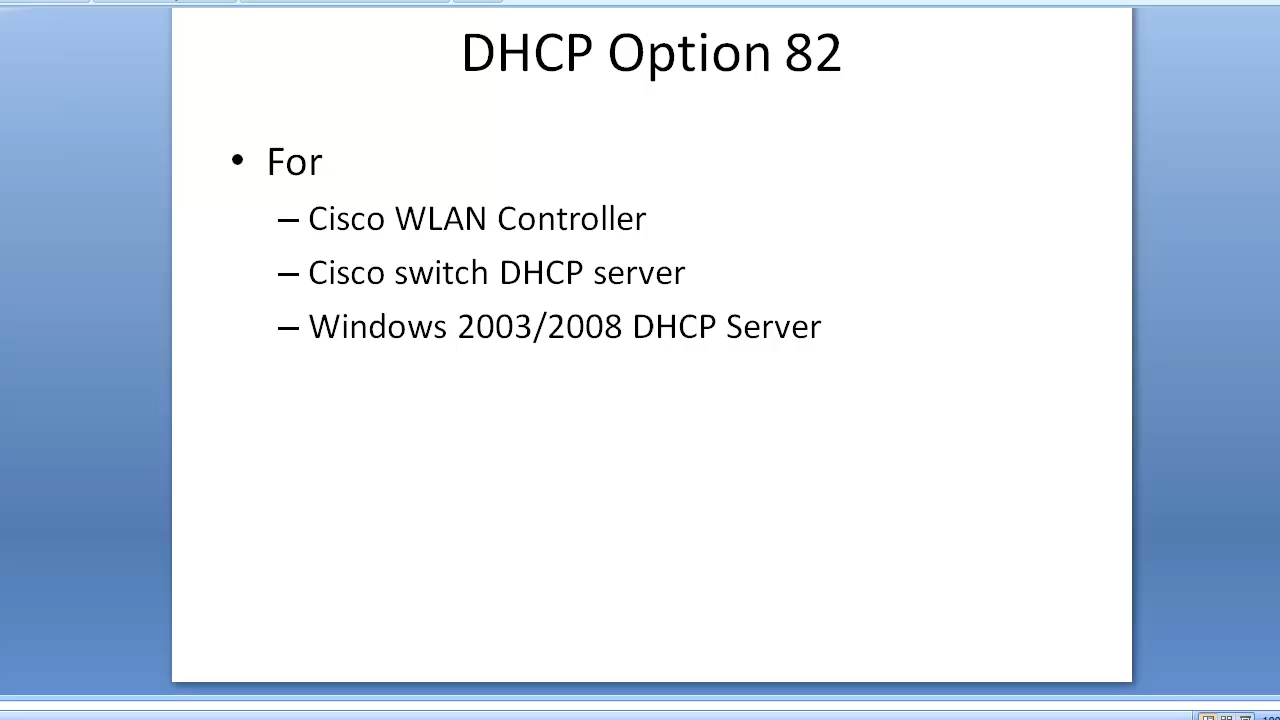 DHCP Option 82
• For
– Cisco WLAN Controller
– Cisco switch DHCP server
– Windows 2003/2008 DHCP Server